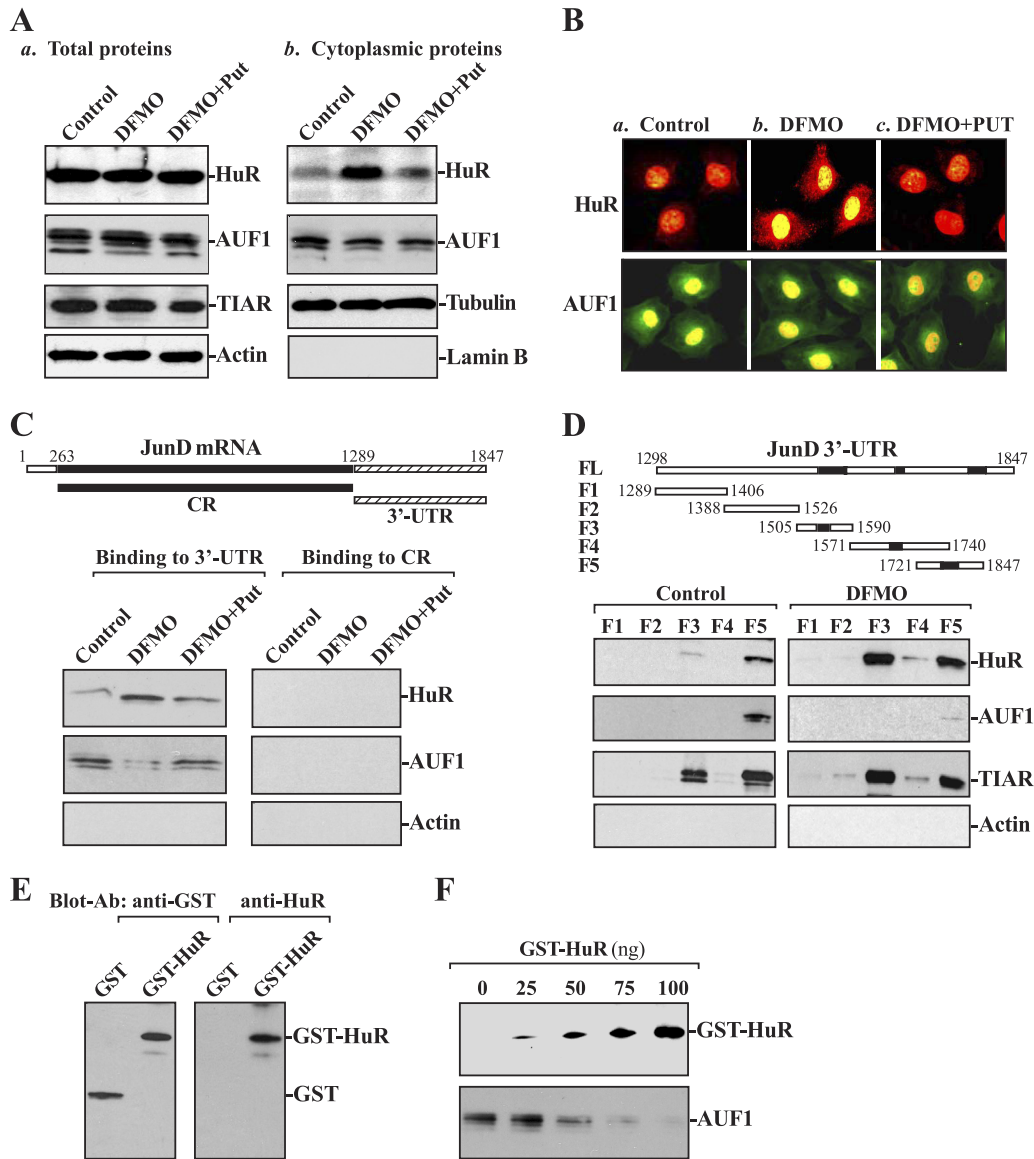 A
a. Total proteins
b. Cytoplasmic proteins
Control
DFMO
DFMO+Put
Control
DFMO
DFMO+Put
HuR
HuR
AUF1
AUF1
TIAR
Tubulin
Actin
Lamin B
B
a. Control
b. DFMO
c. DFMO+PUT
HuR
AUF1
C
JunD mRNA
1
263
1289
1847
CR
3’-UTR
Binding to 3’-UTR
Binding to CR
Control
DFMO
DFMO+Put
Control
DFMO
DFMO+Put
HuR
AUF1
Actin
D
JunD 3’-UTR
1298
1847
FL
F1
1289
1406
F2
1388
1526
F3
1505
1590
F4
1571
1740
F5
1721
1847
Control
DFMO
F1 F2 F3 F4 F5
F1 F2 F3 F4 F5
HuR
AUF1
TIAR
Actin
E
Blot-Ab: anti-GST
anti-HuR
GST
GST-HuR
GST
GST-HuR
GST-HuR
GST
F
GST-HuR (ng)
0 25 50 75 100
GST-HuR
AUF1